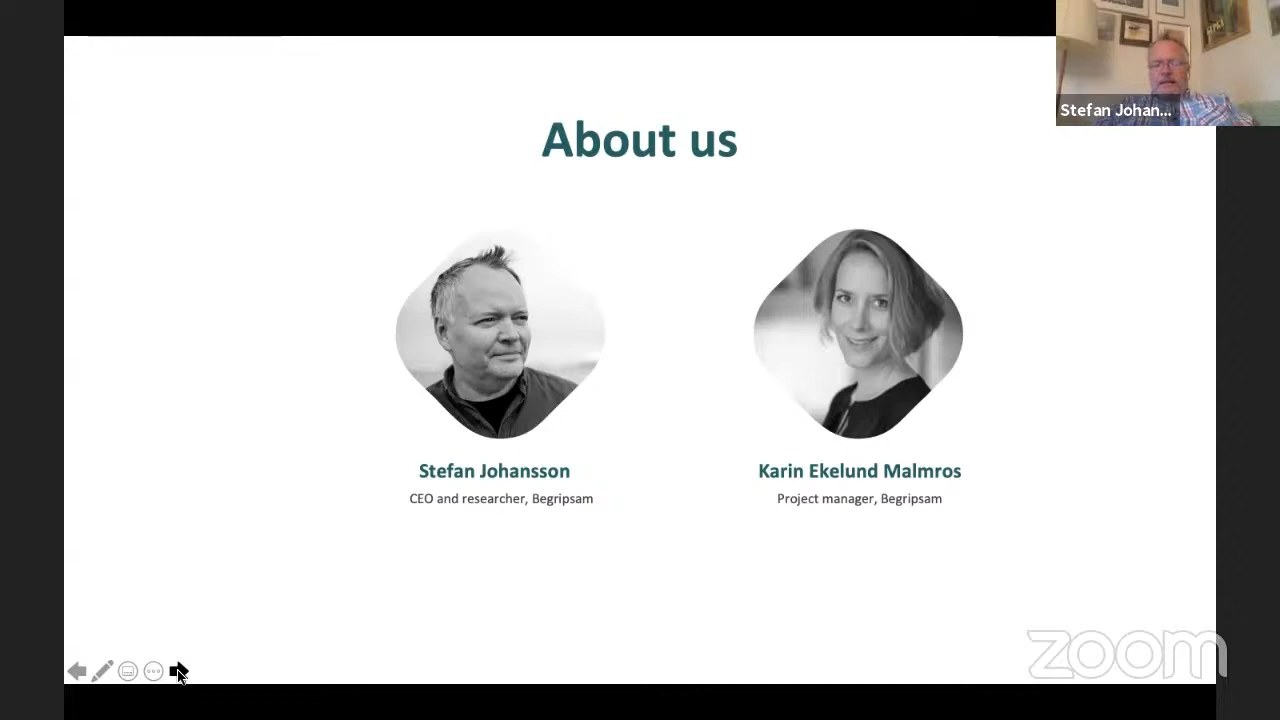 Stefan Johan...
About us
Stefan Johansson
CEO and researcher, Begripsam
Karin Ekelund Malmros
Project manager, Begripsam
zoom